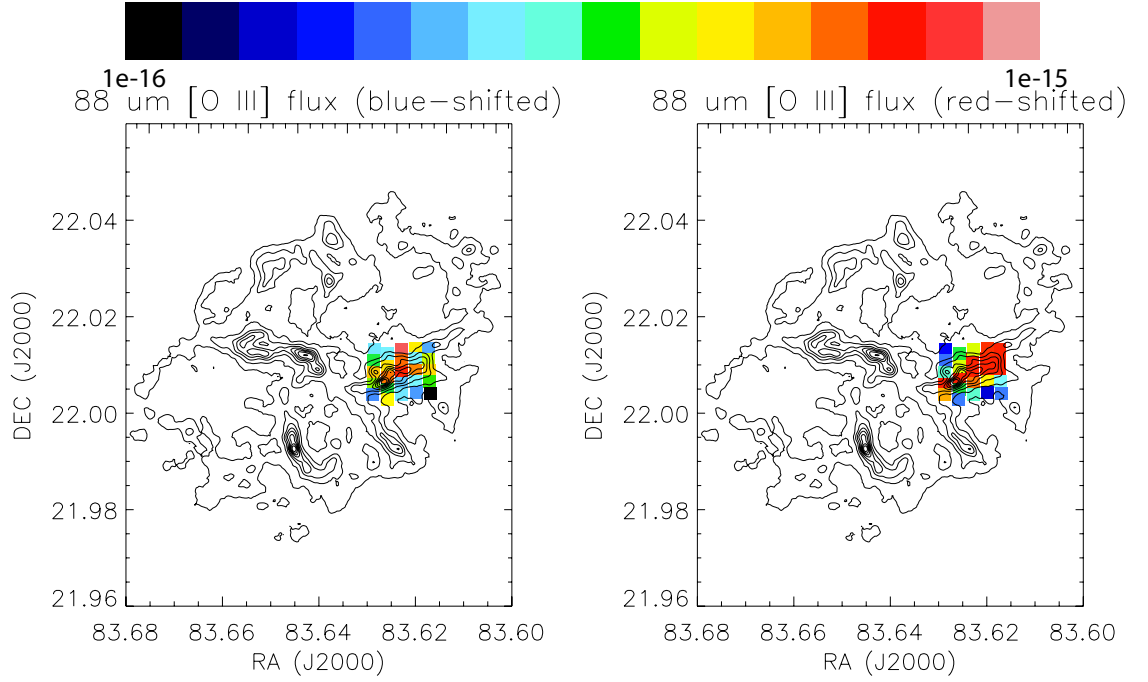 1e-16 1e-15
88 um [O III] flux (blue-shifted) 88 um [O III] flux (red-shifted)
22.04 22.04
22.02 22.02
DEC (J2000) DEC (J2000)
22.00 22.00
21.98 21.98
21.96 21.96
83.68 83.66 83.64 83.62 83.60 83.68 83.66 83.64 83.62 83.60
RA (J2000) RA (J2000)